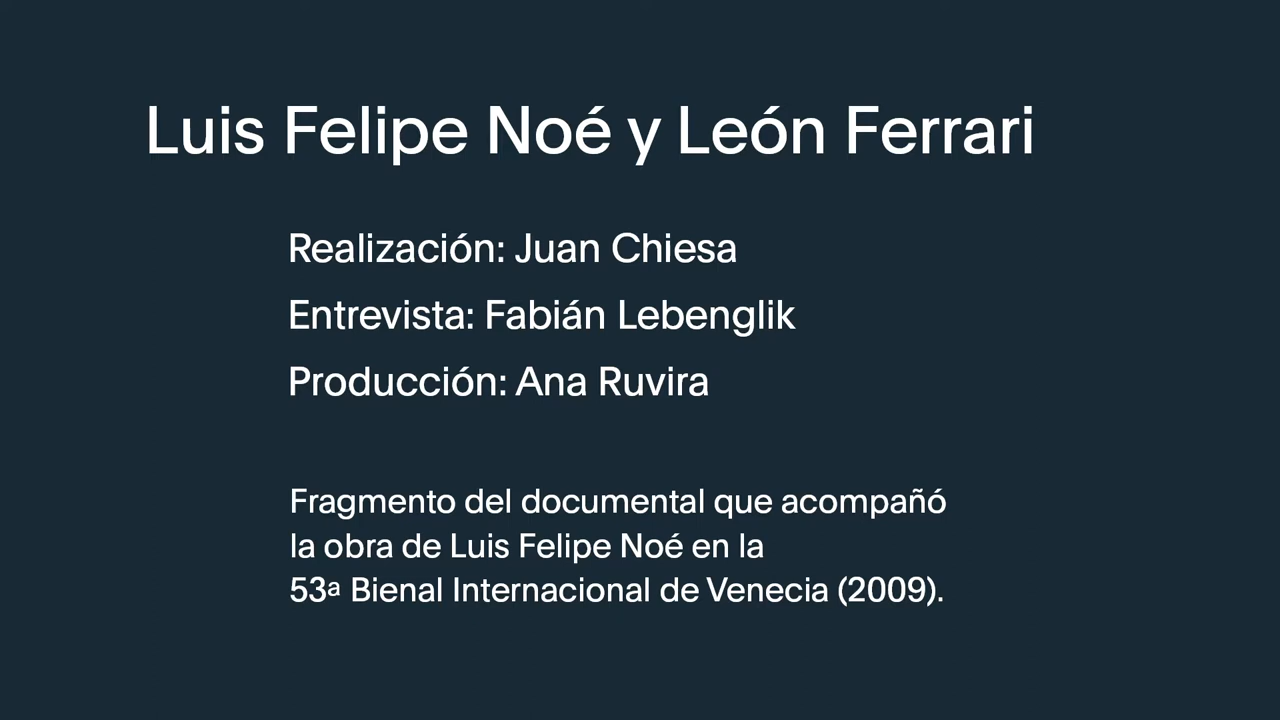 Luis Felipe Noé y León Ferrari
Realización: Juan Chiesa
Entrevista: Fabián Lebenglik
Producción: Ana Ruvira
Fragmento del documental que acompañó
la obra de Luis Felipe Noé en la
53ª Bienal Internacional de Venecia (2009).